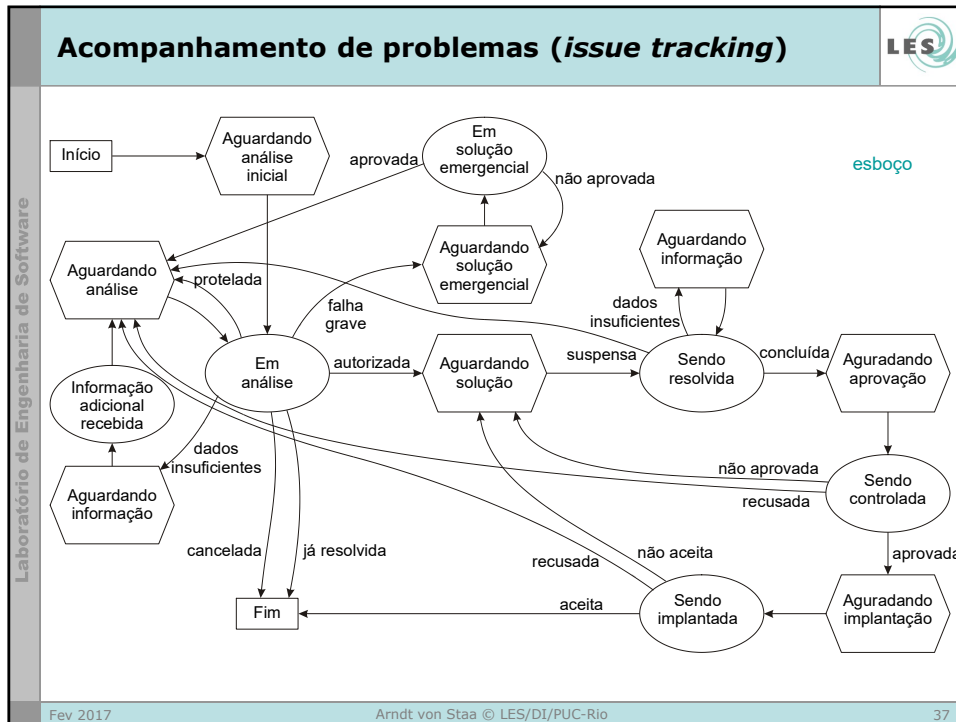 Acompanhamento de problemas (issue tracking)
LES
Laboratório de Engenharia de Software
esboço
Início
Aguardando
análise
inicial
Em
solução
emergencial
aprovada
não aprovada
Aguardando
análise
protelada
Aguardando
solução
emergencial
Aguardando
informação
falha
grave
dados
insuficientes
Em
análise
autorizada
Aguardando
solução
suspensa
Sendo
resolvida
concluída
Aguradando
aprovação
Informação
adicional
recebida
dados
insuficientes
Aguardando
informação
não aprovada
recusada
Sendo
controlada
cancelada
já resolvida
recusada
não aceita
aprovada
Fim
aceita
Sendo
implantada
Aguradando
implantação
Fev 2017
Arndt von Staa © LES/DI/PUC-Rio
37